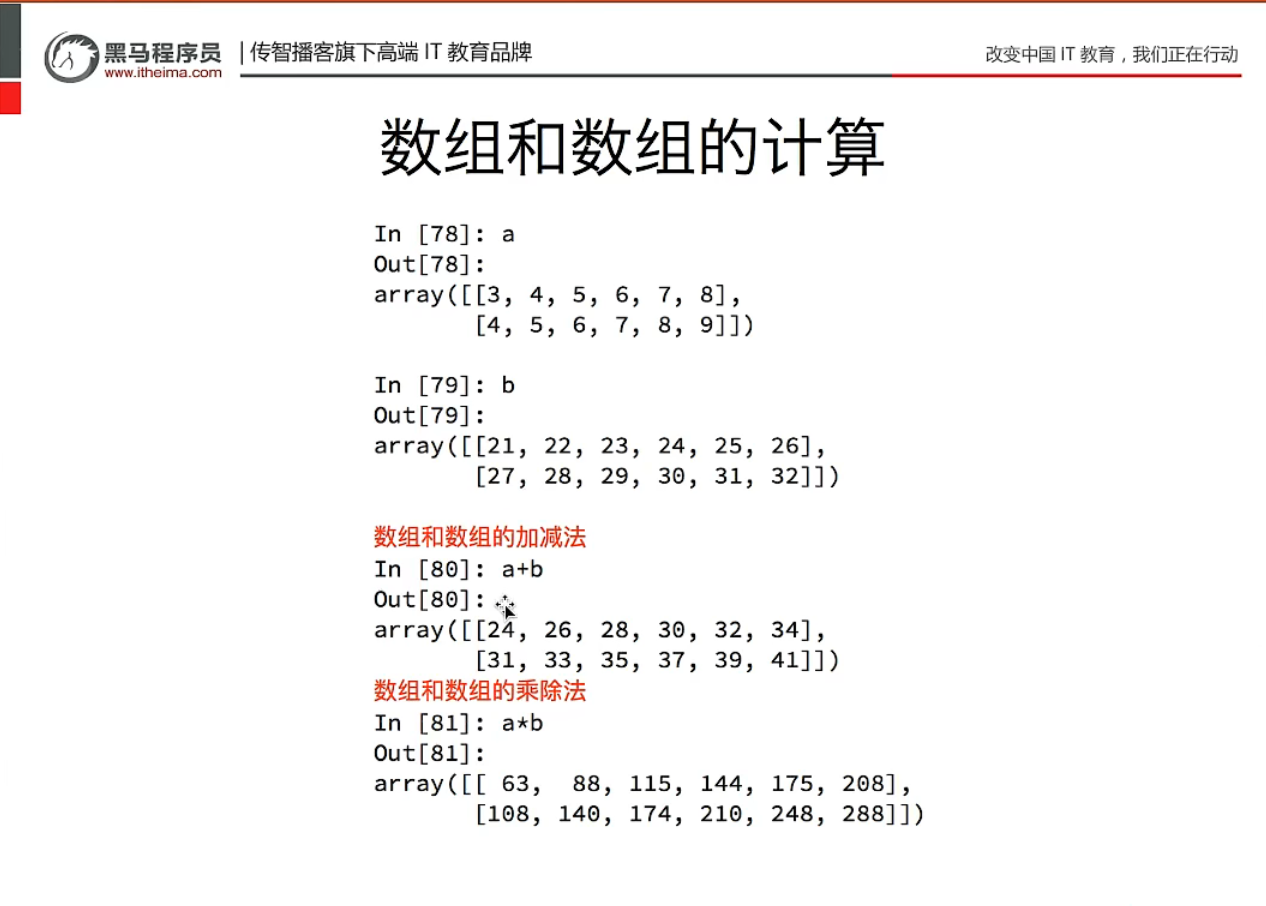 黑马程序员
www.itheima.com
|传智播客旗下高端 IT 教育品牌
改变中国 IT 教育，我们正在行动
数组和数组的计算
In [78]: a
Out[78]:
array([[3, 4, 5, 6, 7, 8],
       [4, 5, 6, 7, 8, 9]])
In [79]: b
Out[79]:
array([[21, 22, 23, 24, 25, 26],
       [27, 28, 29, 30, 31, 32]])
数组和数组的加减法
In [80]: a+b
Out[80]:
array([[24, 26, 28, 30, 32, 34],
       [31, 33, 35, 37, 39, 41]])
数组和数组的乘除法
In [81]: a*b
Out[81]:
array([[ 63,  88, 115, 144, 175, 208],
       [108, 140, 174, 210, 248, 288]])